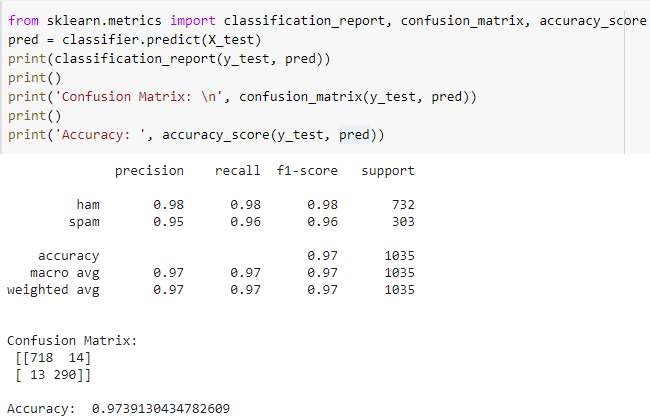 from sklearn.metrics import classification_report, confusion_matrix, accuracy_score
pred = classifier.predict(X_test)
print(classification_report(y_test, pred))
print()
print('Confusion Matrix: \n', confusion_matrix(y_test, pred))
print()
print('Accuracy: ', accuracy_score(y_test, pred))
precision recall f1-score support
ham 0.98 0.98 0.98 732
spam 0.95 0.96 0.96 303
accuracy 0.97 1035
macro avg 0.97 0.97 0.97 1035
weighted avg 0.97 0.97 0.97 1035
Confusion Matrix:
[[718 14]
[ 13 290]]
Accuracy: 0.9739130434782609